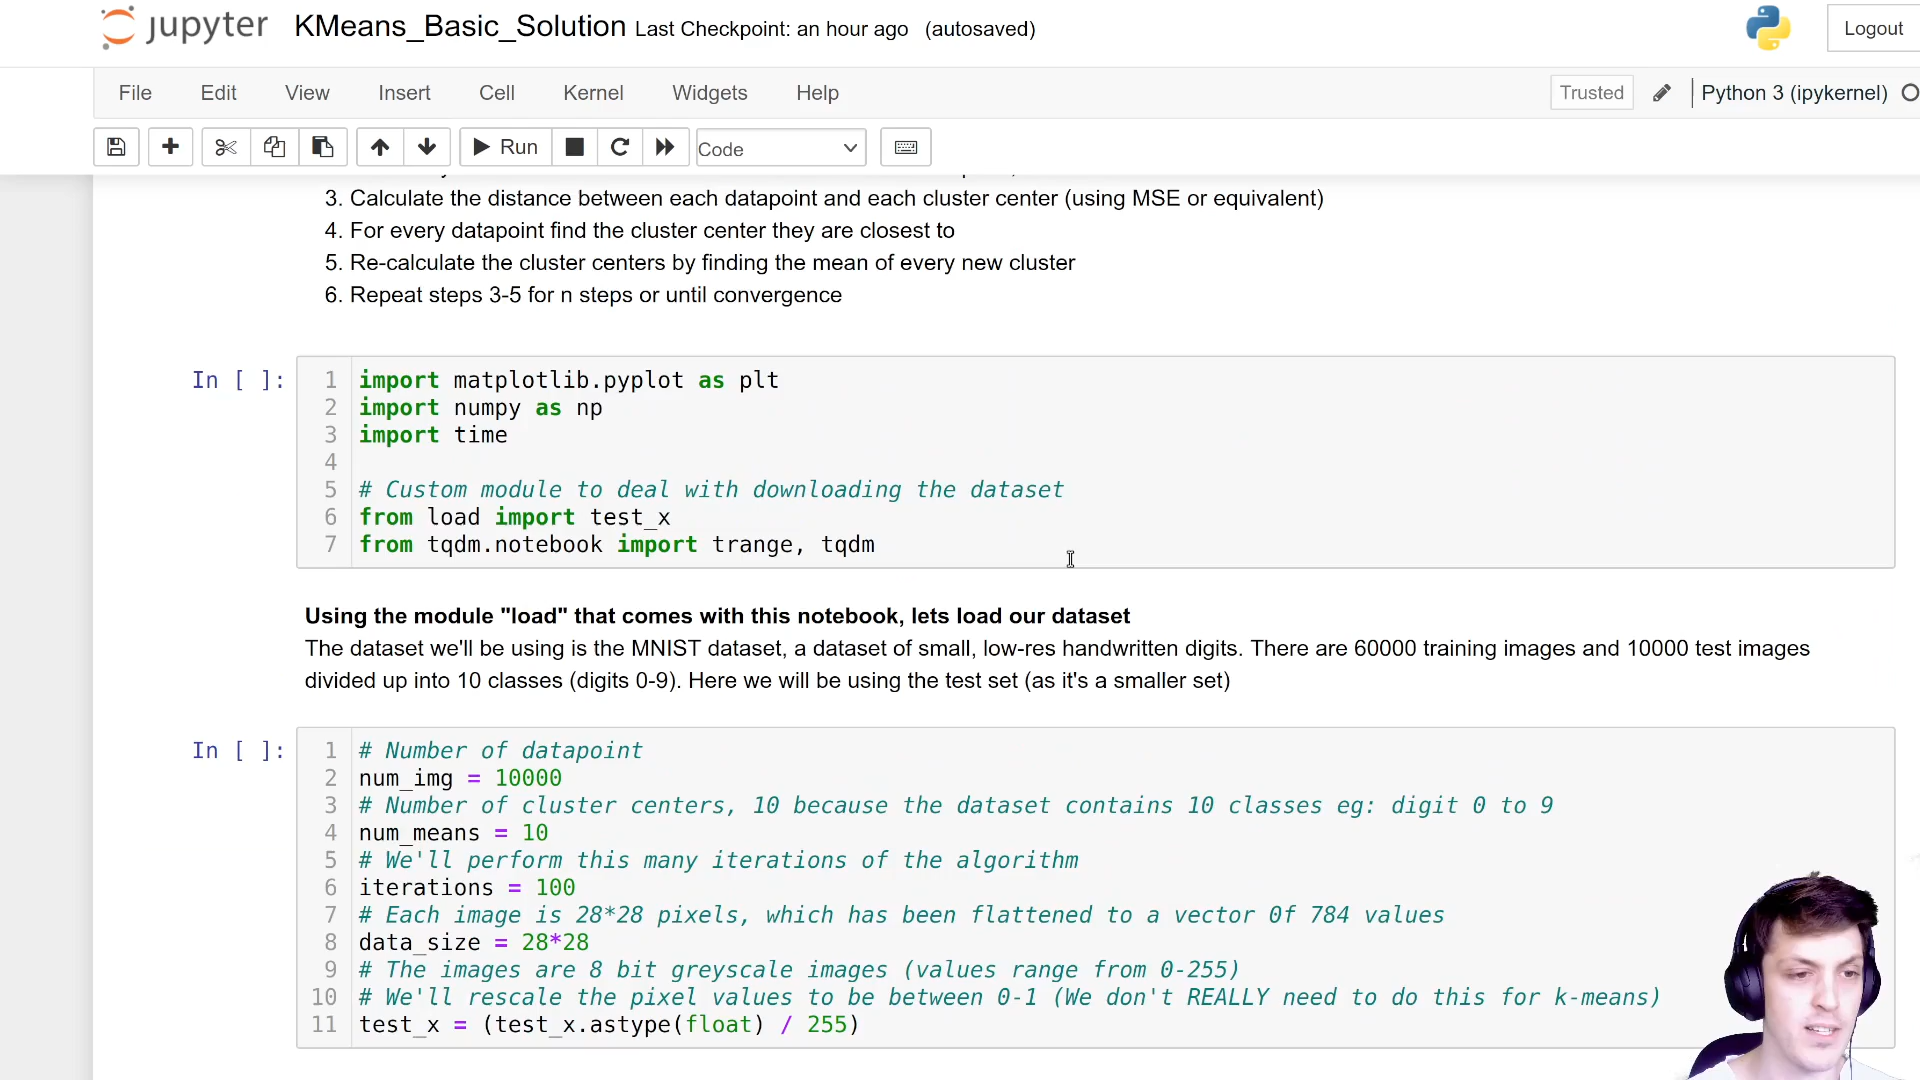 jupyter KMeans_Basic_Solution Last Checkpoint: an hour ago (autosaved) Logout
File Edit View Insert Cell Kernel Widgets Help Trusted Python 3 (ipykernel)
Run Code
3. Calculate the distance between each datapoint and each cluster center (using MSE or equivalent)
4. For every datapoint find the cluster center they are closest to
5. Re-calculate the cluster centers by finding the mean of every new cluster
6. Repeat steps 3-5 for n steps or until convergence
In [ ]: 1 import matplotlib.pyplot as plt
2 import numpy as np
3 import time
4
5 # Custom module to deal with downloading the dataset
6 from load import test_x
7 from tqdm.notebook import trange, tqdm
Using the module "load" that comes with this notebook, lets load our dataset
The dataset we'll be using is the MNIST dataset, a dataset of small, low-res handwritten digits. There are 60000 training images and 10000 test images
divided up into 10 classes (digits 0-9). Here we will be using the test set (as it's a smaller set)
In [ ]: 1 # Number of datapoint
2 num_img = 10000
3 # Number of cluster centers, 10 because the dataset contains 10 classes eg: digit 0 to 9
4 num_means = 10
5 # We'll perform this many iterations of the algorithm
6 iterations = 100
7 # Each image is 28*28 pixels, which has been flattened to a vector 0f 784 values
8 data_size = 28*28
9 # The images are 8 bit greyscale images (values range from 0-255)
10 # We'll rescale the pixel values to be between 0-1 (We don't REALLY need to do this for k-means)
11 test_x = (test_x.astype(float) / 255)